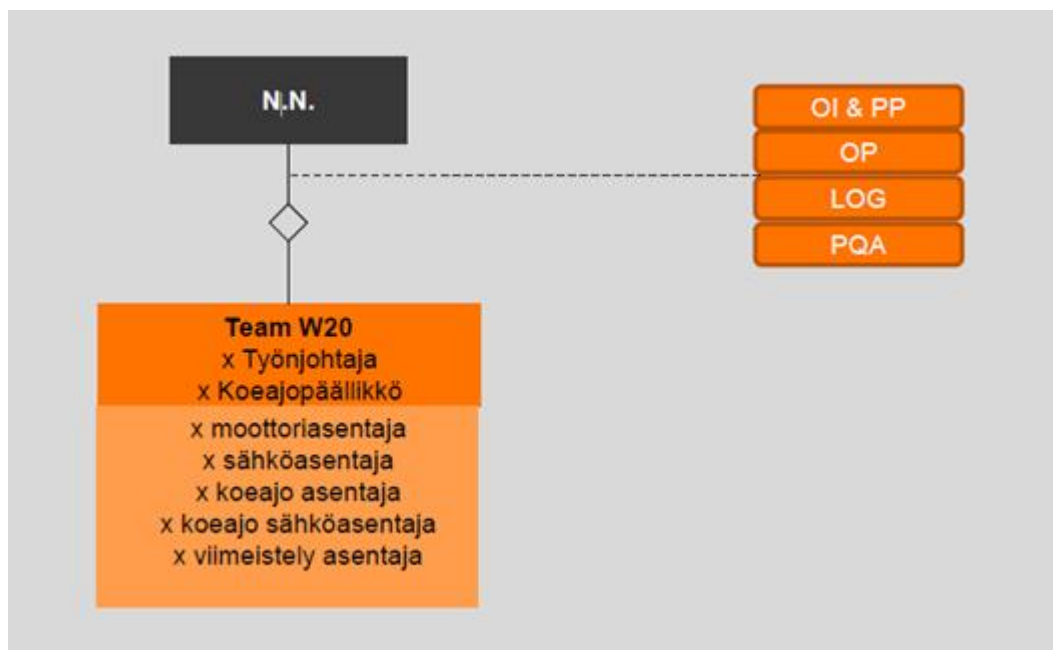 N.N.
OI & PP
OP
LOG
PQA
Team W20
x Työnjohtaja
x Koeajopäällikkö
x moottoriasentaja
x sähköasentaja
x koeajo asentaja
x koeajo sähköasentaja
x viimeistely asentaja